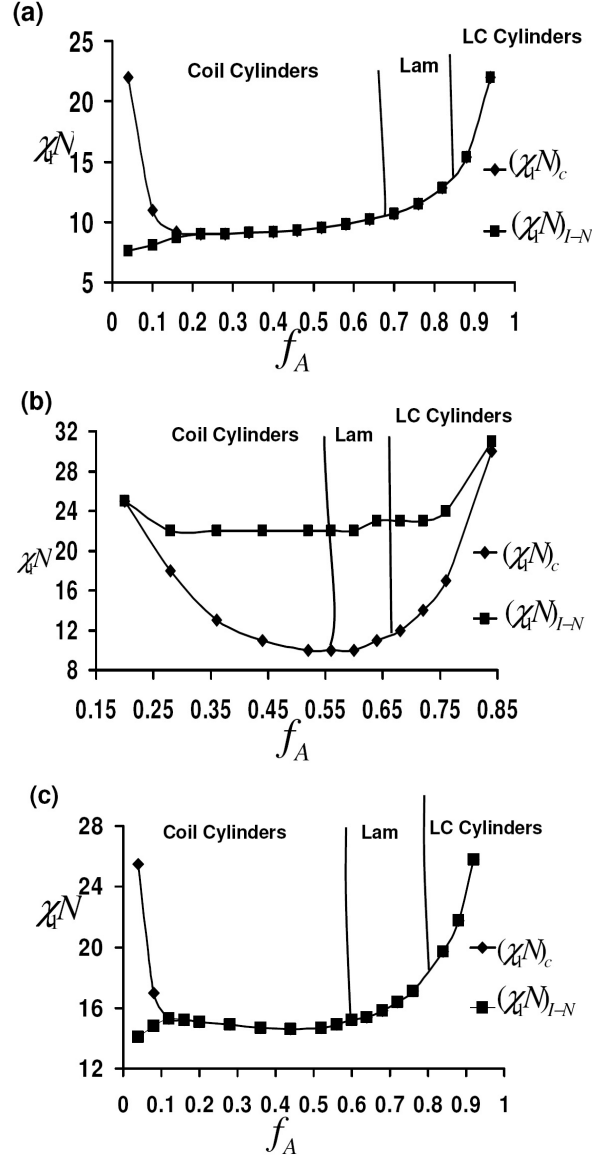 (a)
LC Cylinders
Coil Cylinders
Lam
25
20
15
10
5
χ₁N
(χ₁N)c
(χ₁N)I–N
0 0.1 0.2 0.3 0.4 0.5 0.6 0.7 0.8 0.9 1
fA
(b)
Coil Cylinders Lam LC Cylinders
32
28
24
20
16
12
8
χ₁N
(χ₁N)c
(χ₁N)I–N
0.15 0.25 0.35 0.45 0.55 0.65 0.75 0.85
fA
(c)
Coil Cylinders Lam LC Cylinders
28
24
20
16
12
χ₁N
(χ₁N)c
(χ₁N)I–N
0 0.1 0.2 0.3 0.4 0.5 0.6 0.7 0.8 0.9 1
fA